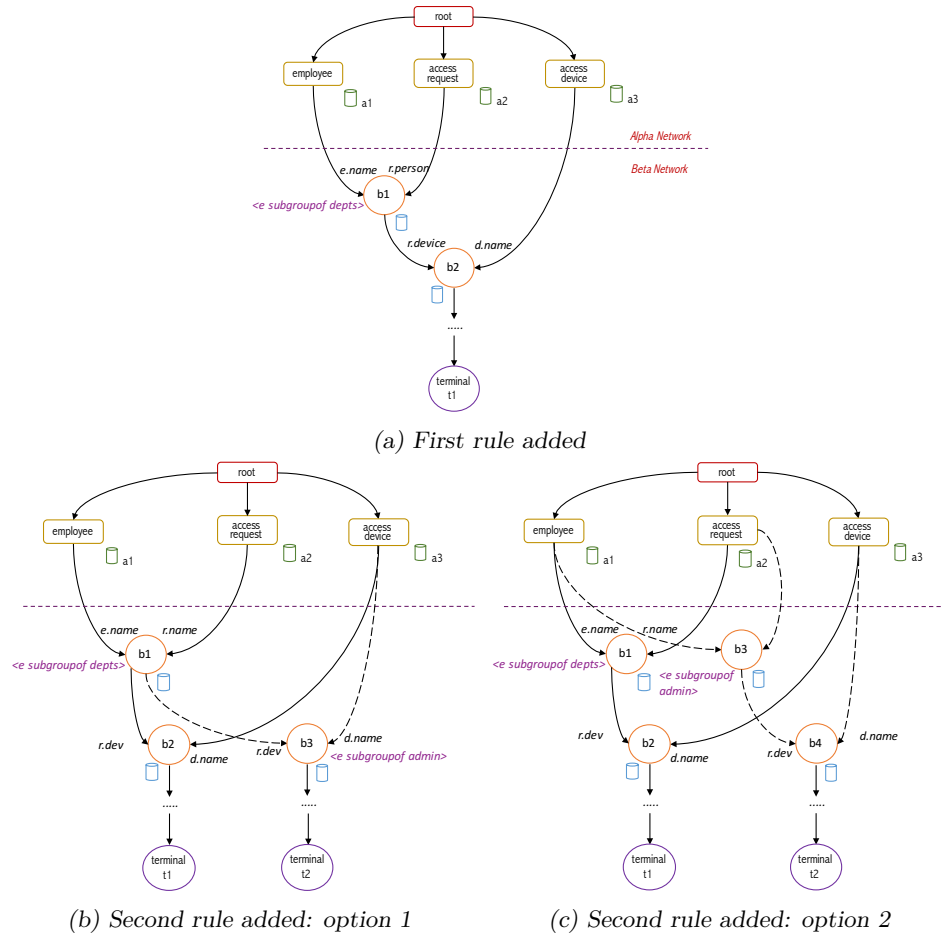 root
employee
access
request
access
device
a1
a2
a3
Alpha Network
Beta Network
e.name
r.person
b1
<e subgroupof depts>
r.device
d.name
b2
.....
terminal
t1
(a) First rule added
root
employee
access
request
access
device
a1
a2
a3
e.name
r.name
b1
<e subgroupof depts>
r.dev
b2
d.name
r.dev
b3
d.name
<e subgroupof admin>
.....
.....
terminal
t1
terminal
t2
(b) Second rule added: option 1
root
employee
access
request
access
device
a1
a2
a3
e.name
r.name
b1
b3
<e subgroupof depts>
<e subgroupof
admin>
r.dev
b2
d.name
r.dev
b4
d.name
.....
.....
terminal
t1
terminal
t2
(c) Second rule added: option 2